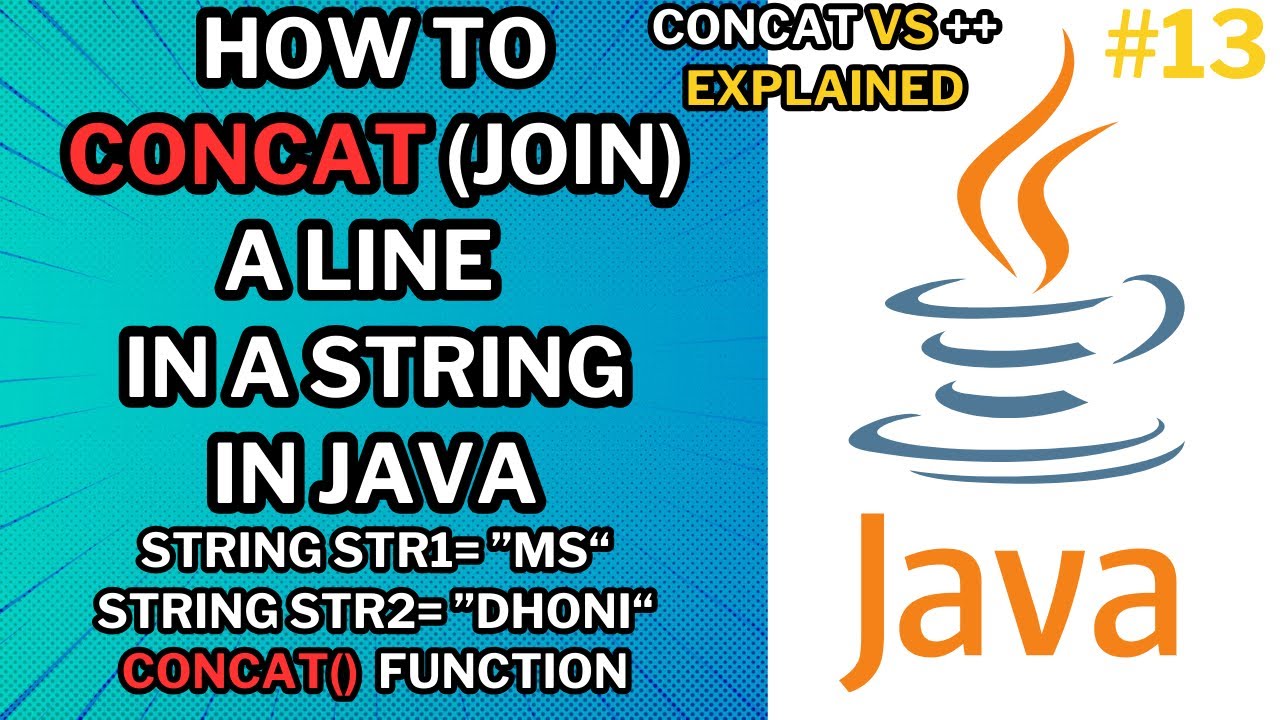 HOW TO
CONCAT (JOIN)
A LINE
IN A STRING
IN JAVA
STRING STR1= ”MS“
STRING STR2= ”DHONI“
CONCAT() FUNCTION
CONCAT VS ++
EXPLAINED
#13
Java